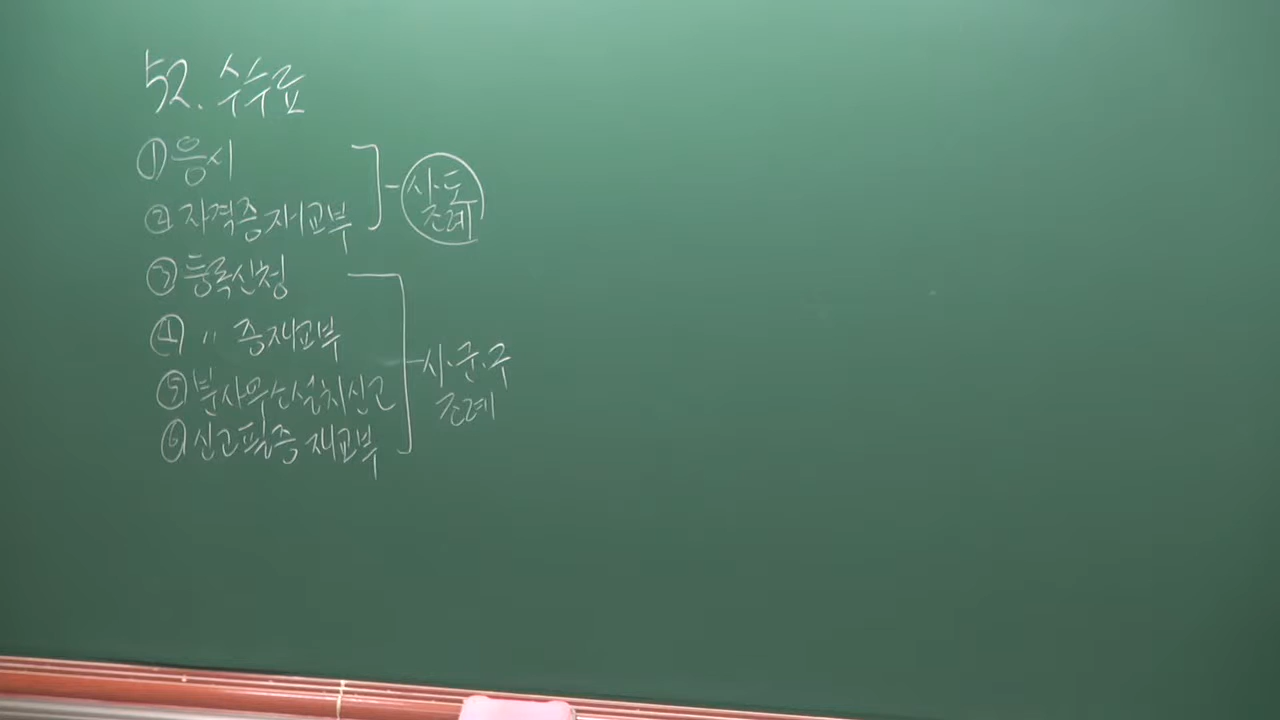 52. 수수료
① 응시
② 자격증재교부
시·도
조례
③ 등록신청
④ 〃 증재교부
⑤ 분사무소설치신고
⑥ 신고필증 재교부
시·군·구
조례